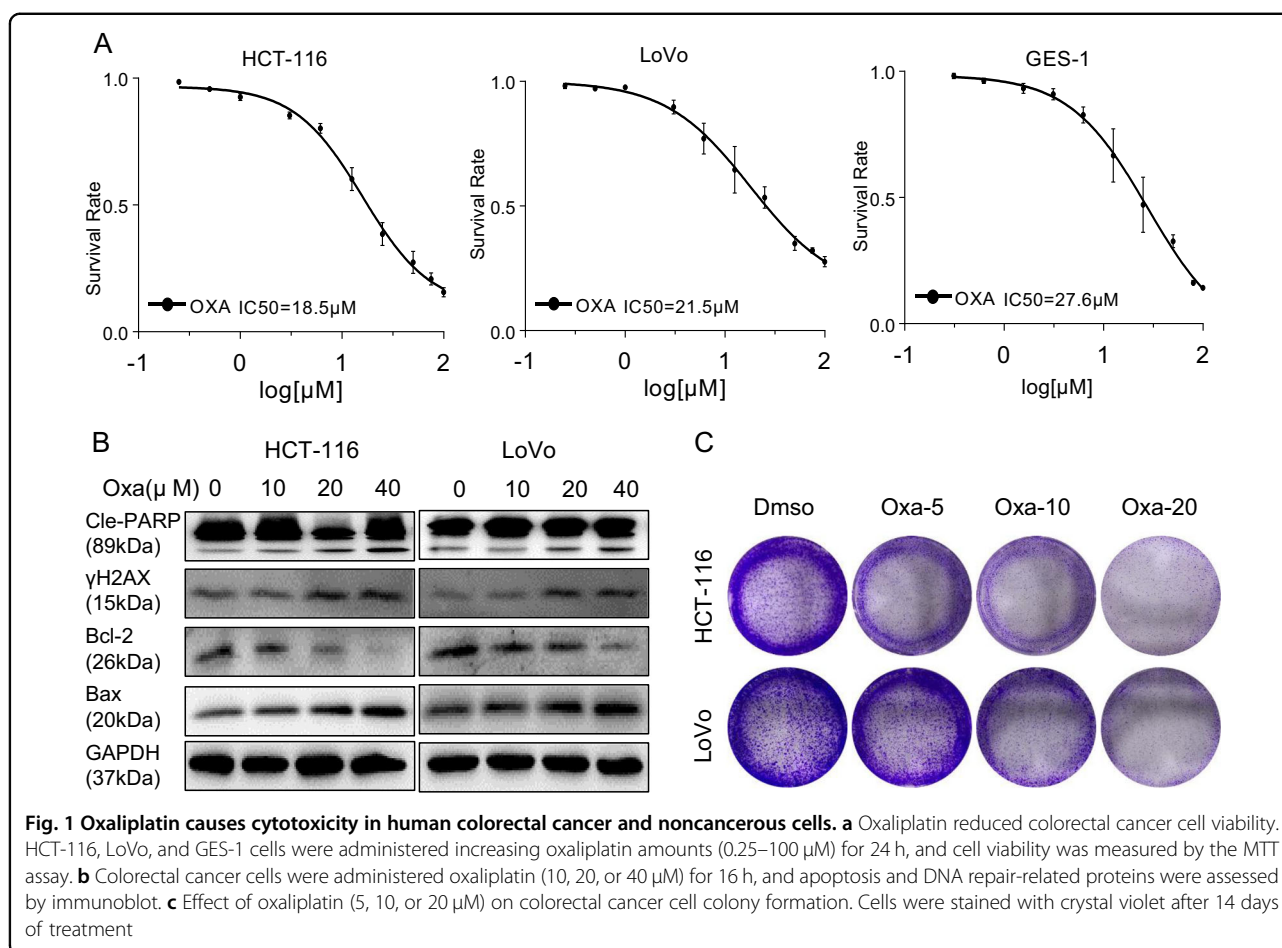 A
HCT-116
LoVo
GES-1
1.0
0.5
0.0
Survival Rate
OXA IC50=18.5μM
-1 0 1 2
log[μM]
1.0
0.5
0.0
Survival Rate
OXA IC50=21.5μM
-1 0 1 2
log[μM]
1.0
0.5
0.0
Survival Rate
OXA IC50=27.6μM
-1 0 1 2
log[μM]
B
HCT-116 LoVo
Oxa(μ M) 0 10 20 40 0 10 20 40
Cle-PARP
(89kDa)
γH2AX
(15kDa)
Bcl-2
(26kDa)
Bax
(20kDa)
GAPDH
(37kDa)
C
Dmso Oxa-5 Oxa-10 Oxa-20
HCT-116
LoVo
Fig. 1 Oxaliplatin causes cytotoxicity in human colorectal cancer and noncancerous cells. a Oxaliplatin reduced colorectal cancer cell viability.
HCT-116, LoVo, and GES-1 cells were administered increasing oxaliplatin amounts (0.25–100 μM) for 24 h, and cell viability was measured by the MTT
assay. b Colorectal cancer cells were administered oxaliplatin (10, 20, or 40 μM) for 16 h, and apoptosis and DNA repair-related proteins were assessed
by immunoblot. c Effect of oxaliplatin (5, 10, or 20 μM) on colorectal cancer cell colony formation. Cells were stained with crystal violet after 14 days
of treatment